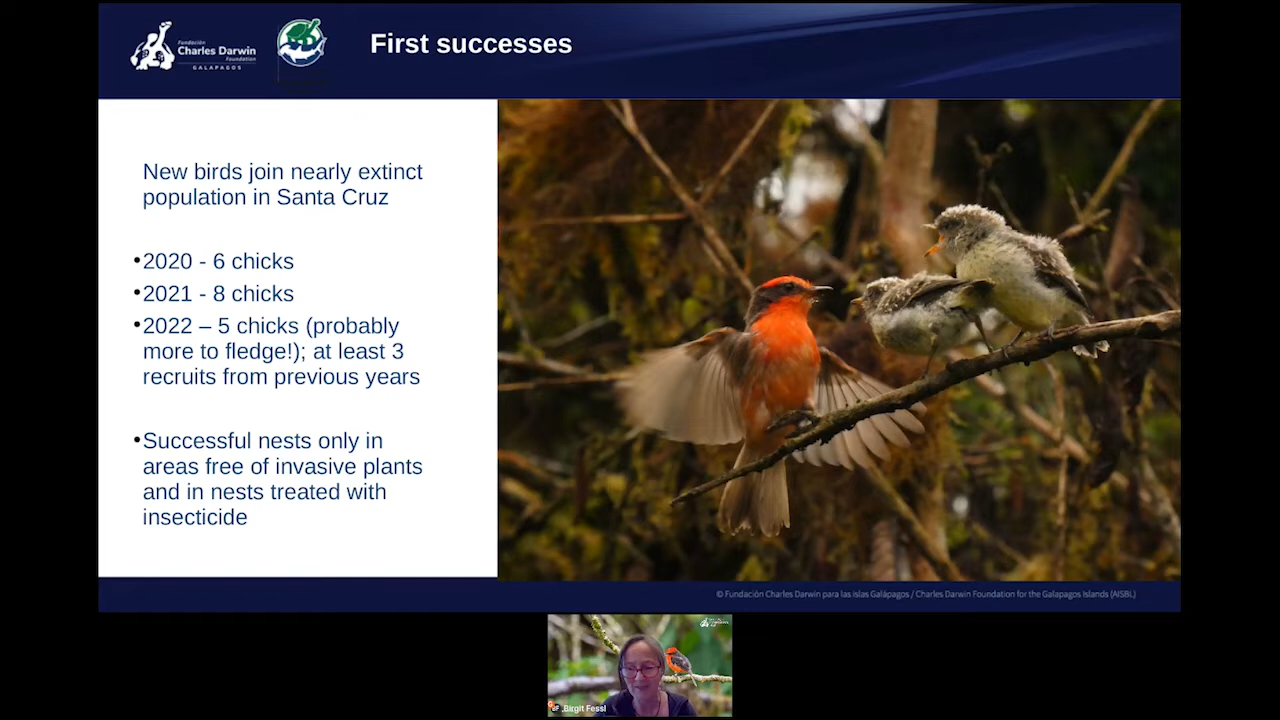 Fundación
Charles Darwin
Foundation
GALAPAGOS
First successes
New birds join nearly extinct
population in Santa Cruz
•2020 - 6 chicks
•2021 - 8 chicks
•2022 – 5 chicks (probably
more to fledge!); at least 3
recruits from previous years
•Successful nests only in
areas free of invasive plants
and in nests treated with
insecticide
© Fundación Charles Darwin para las islas Galápagos / Charles Darwin Foundation for the Galapagos Islands (AISBL)
Birgit Fessl